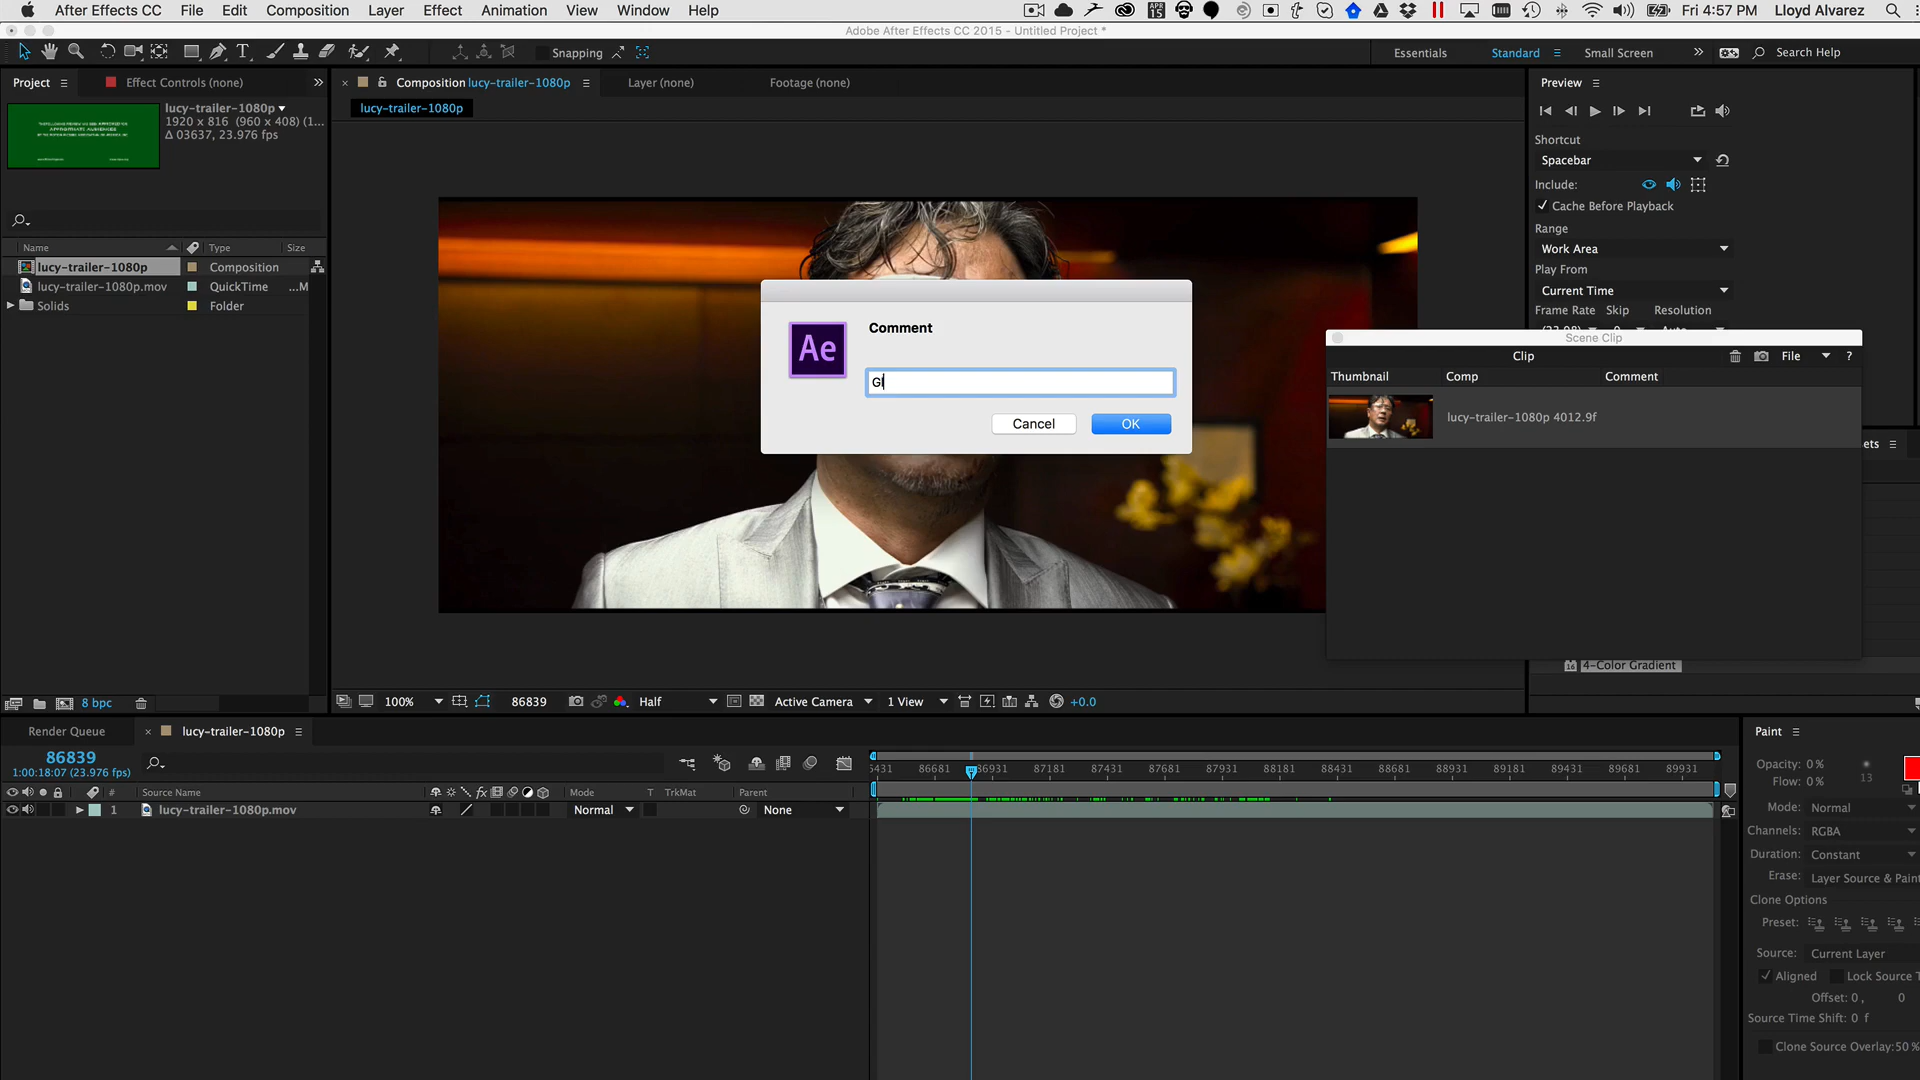 After Effects CC File Edit Composition Layer Effect Animation View Window Help
APR 15 Fri 4:57 PM Lloyd Alvarez
Adobe After Effects CC 2015 - Untitled Project *
Snapping
Essentials Standard Small Screen Search Help
Project Effect Controls (none)
Composition lucy-trailer-1080p Layer (none) Footage (none)
lucy-trailer-1080p
lucy-trailer-1080p
1920 x 816 (960 x 408) (1...
Δ 03637, 23.976 fps
Name Type Size
lucy-trailer-1080p Composition
lucy-trailer-1080p.mov QuickTime ...M
Solids Folder
8 bpc
Preview
Shortcut
Spacebar
Include:
Cache Before Playback
Range
Work Area
Play From
Current Time
Frame Rate Skip Resolution
Comment
Ae
Gl
Cancel OK
Scene Clip
Clip File ?
Thumbnail Comp Comment
lucy-trailer-1080p 4012.9f
ets
4-Color Gradient
100% 86839 Half Active Camera 1 View +0.0
Render Queue lucy-trailer-1080p
86839
1:00:18:07 (23.976 fps)
# Source Name Mode T TrkMat Parent
1 lucy-trailer-1080p.mov Normal None
6431 86681 86931 87181 87431 87681 87931 88181 88431 88681 88931 89181 89431 89681 89931
Paint
Opacity: 0 %
Flow: 0 %
13
Mode: Normal
Channels: RGBA
Duration: Constant
Erase: Layer Source & Paint
Clone Options
Preset:
Source: Current Layer
Aligned Lock Source T
Offset: 0 , 0
Source Time Shift: 0 f
Clone Source Overlay: 50 %